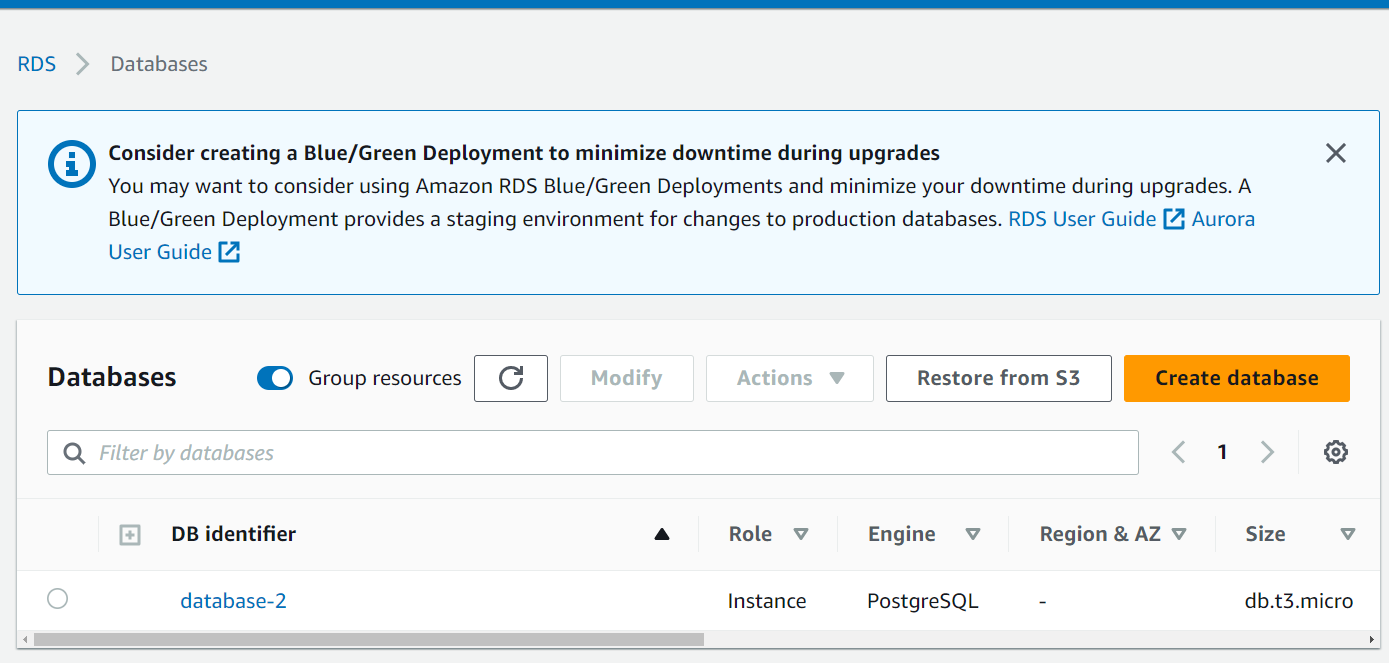 RDS
Databases
Consider creating a Blue/Green Deployment to minimize downtime during upgrades
You may want to consider using Amazon RDS Blue/Green Deployments and minimize your downtime during upgrades. A
Blue/Green Deployment provides a staging environment for changes to production databases. RDS User Guide Aurora
User Guide
Databases Group resources Modify Actions Restore from S3 Create database
Filter by databases 1
DB identifier Role Engine Region & AZ Size
database-2 Instance PostgreSQL - db.t3.micro